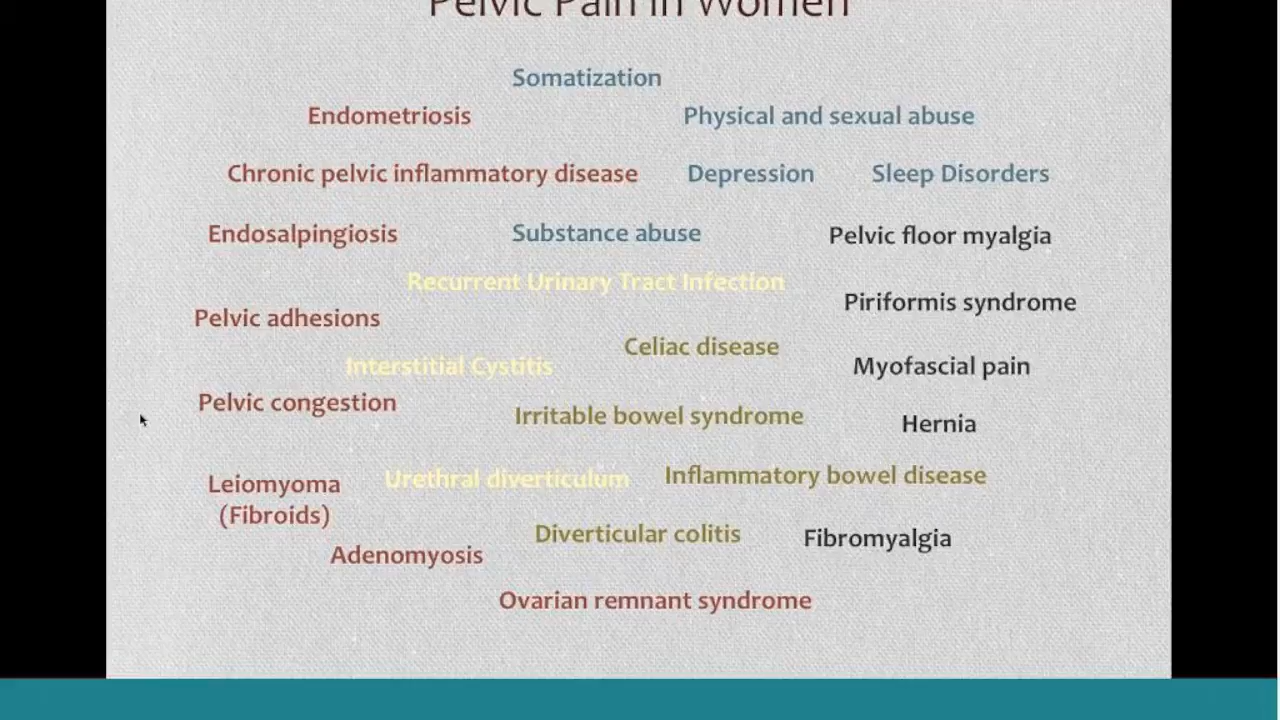 Pelvic Pain in Women
Somatization
Endometriosis
Physical and sexual abuse
Chronic pelvic inflammatory disease
Depression
Sleep Disorders
Endosalpingiosis
Substance abuse
Pelvic floor myalgia
Recurrent Urinary Tract Infection
Piriformis syndrome
Pelvic adhesions
Celiac disease
Interstitial Cystitis
Myofascial pain
Pelvic congestion
Irritable bowel syndrome
Hernia
Leiomyoma
(Fibroids)
Urethral diverticulum
Inflammatory bowel disease
Diverticular colitis
Fibromyalgia
Adenomyosis
Ovarian remnant syndrome